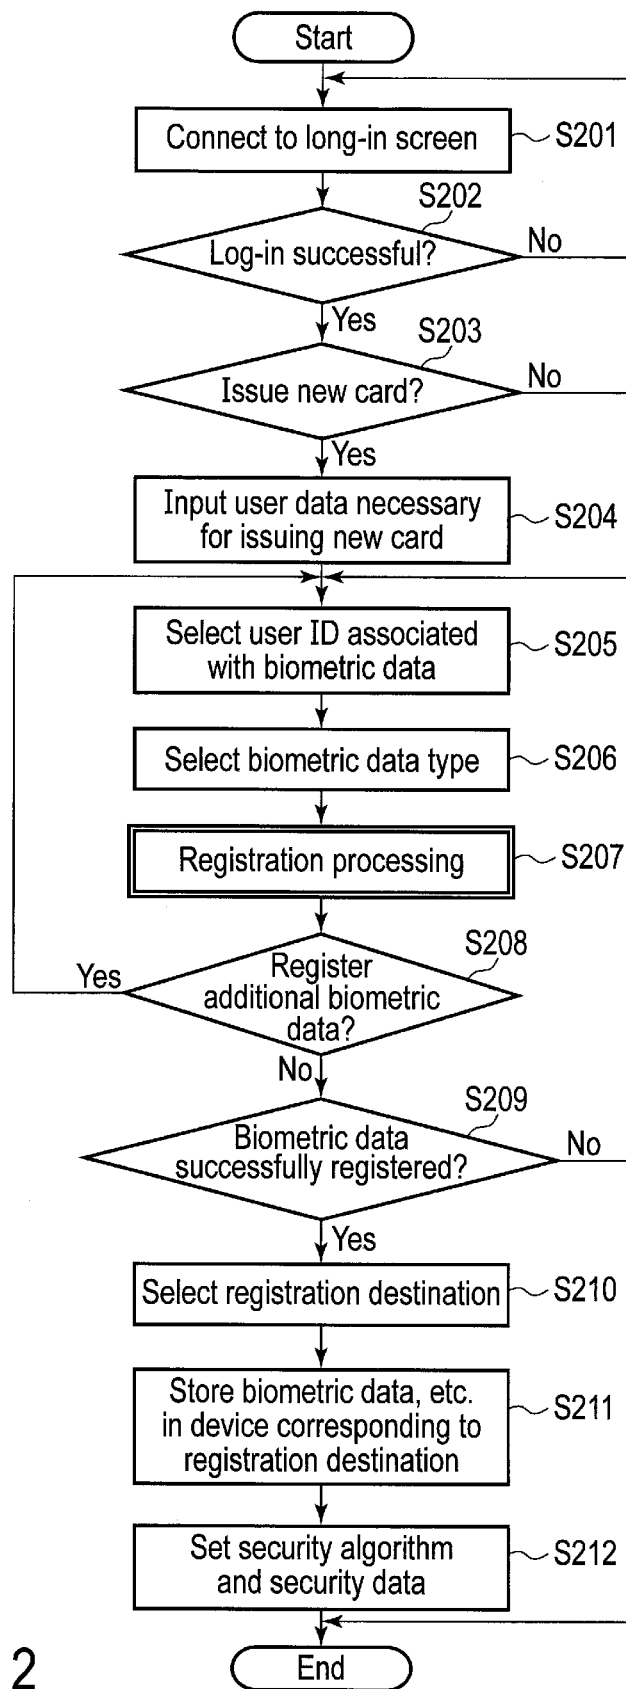 Start
Connect to long-in screen
S201
S202
Log-in successful?
No
Yes
S203
Issue new card?
No
Yes
Input user data necessary
for issuing new card
S204
Select user ID associated
with biometric data
S205
Select biometric data type
S206
Registration processing
S207
S208
Yes
Register
additional biometric
data?
No
S209
Biometric data
successfully registered?
No
Yes
Select registration destination
S210
Store biometric data, etc.
in device corresponding to
registration destination
S211
Set security algorithm
and security data
S212
End
2